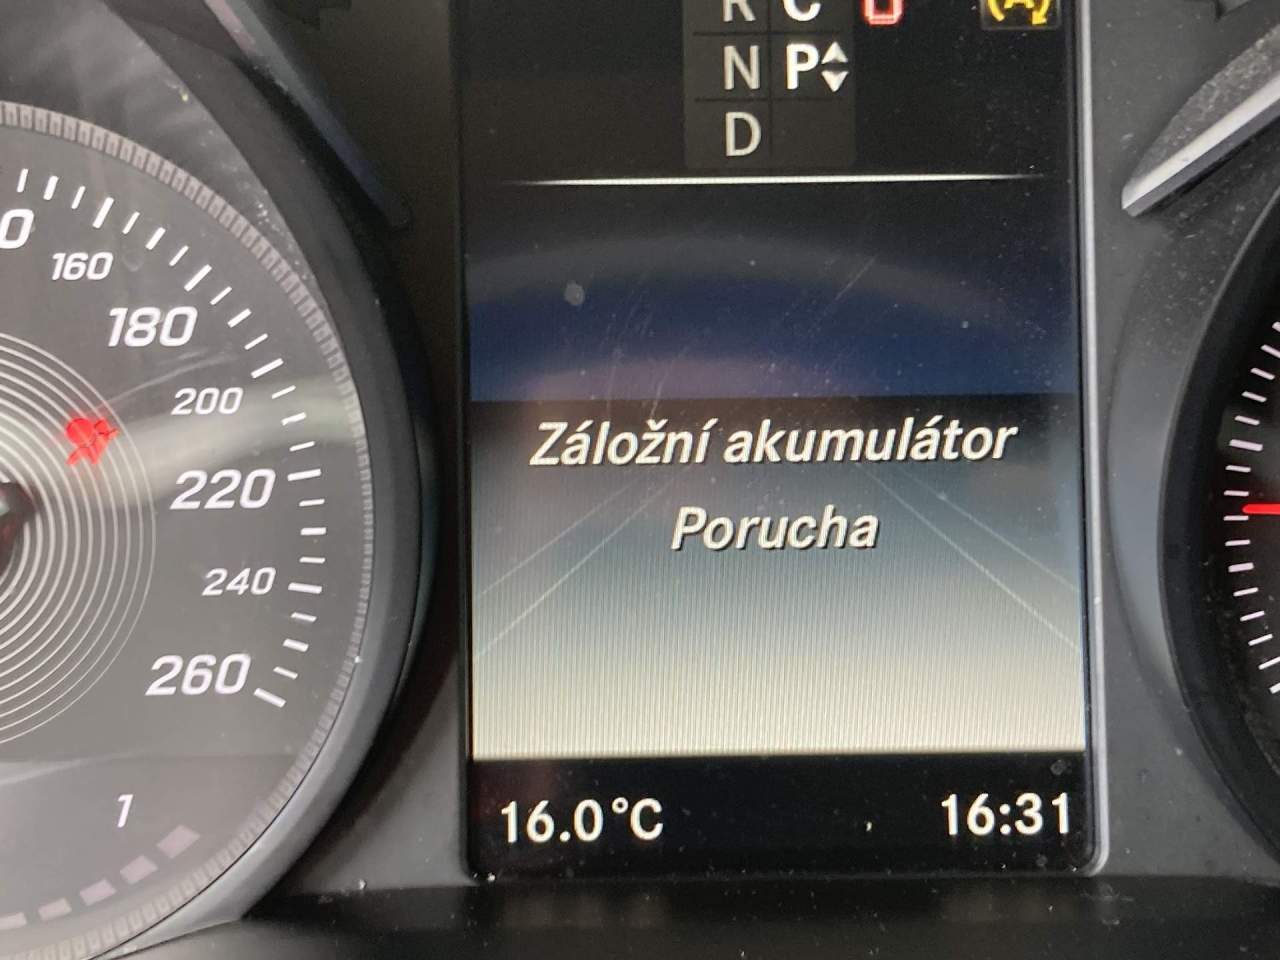 R C
N P
D
160
180
200
220
240
260
1
Záložní akumulátor
Porucha
16.0°C 16:31